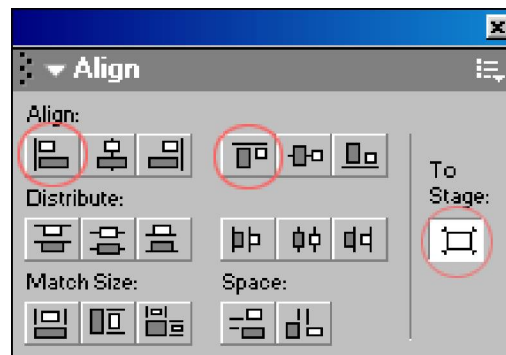 Align
Align:
To
Stage:
Distribute:
Match Size:
Space: